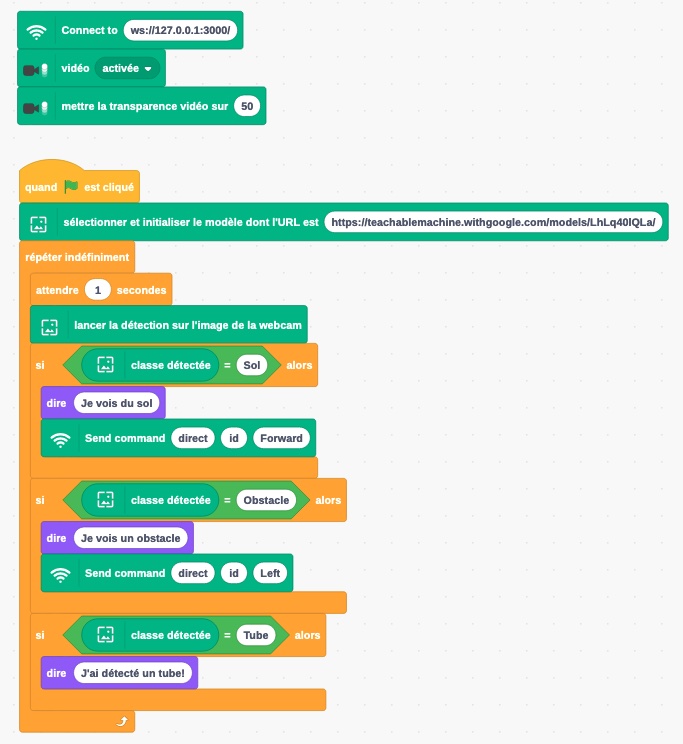 Connect to ws://127.0.0.1:3000/
vidéo activée
mettre la transparence vidéo sur 50
quand est cliqué
sélectionner et initialiser le modèle dont l'URL est https://teachablemachine.withgoogle.com/models/LhLq40IQLa/
répéter indéfiniment
attendre 1 secondes
lancer la détection sur l'image de la webcam
si classe détectée = Sol alors
dire Je vois du sol
Send command direct id Forward
si classe détectée = Obstacle alors
dire Je vois un obstacle
Send command direct id Left
si classe détectée = Tube alors
dire J'ai détecté un tube!